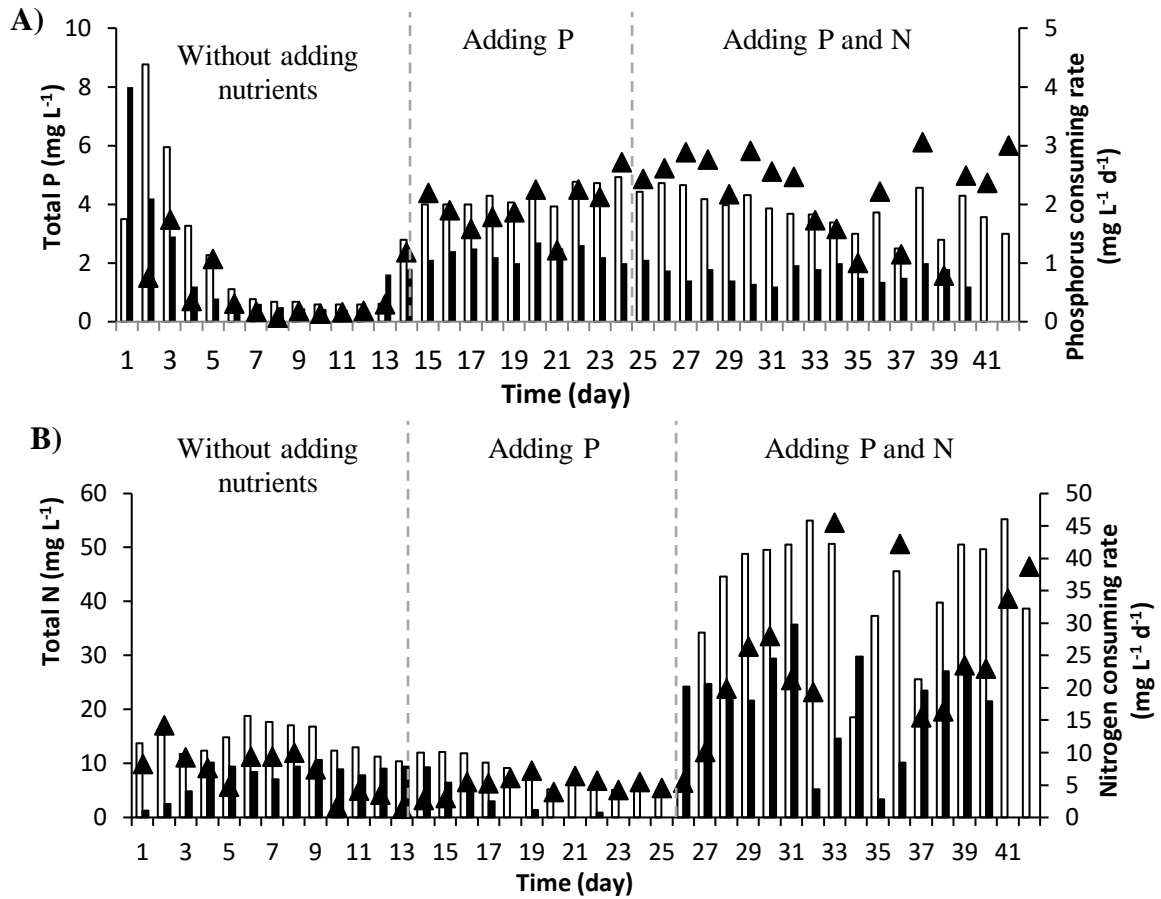 A)
Without adding
nutrients
Adding P
Adding P and N
Total P (mg L⁻¹)
10
8
6
4
2
0
5
4
3
2
1
0
Phosphorus consuming rate
(mg L⁻¹ d⁻¹)
1 3 5 7 9 11 13 15 17 19 21 23 25 27 29 31 33 35 37 39 41
Time (day)
B)
Without adding
nutrients
Adding P
Adding P and N
Total N (mg L⁻¹)
60
50
40
30
20
10
0
50
45
40
35
30
25
20
15
10
5
0
Nitrogen consuming rate
(mg L⁻¹ d⁻¹)
1 3 5 7 9 11 13 15 17 19 21 23 25 27 29 31 33 35 37 39 41
Time (day)